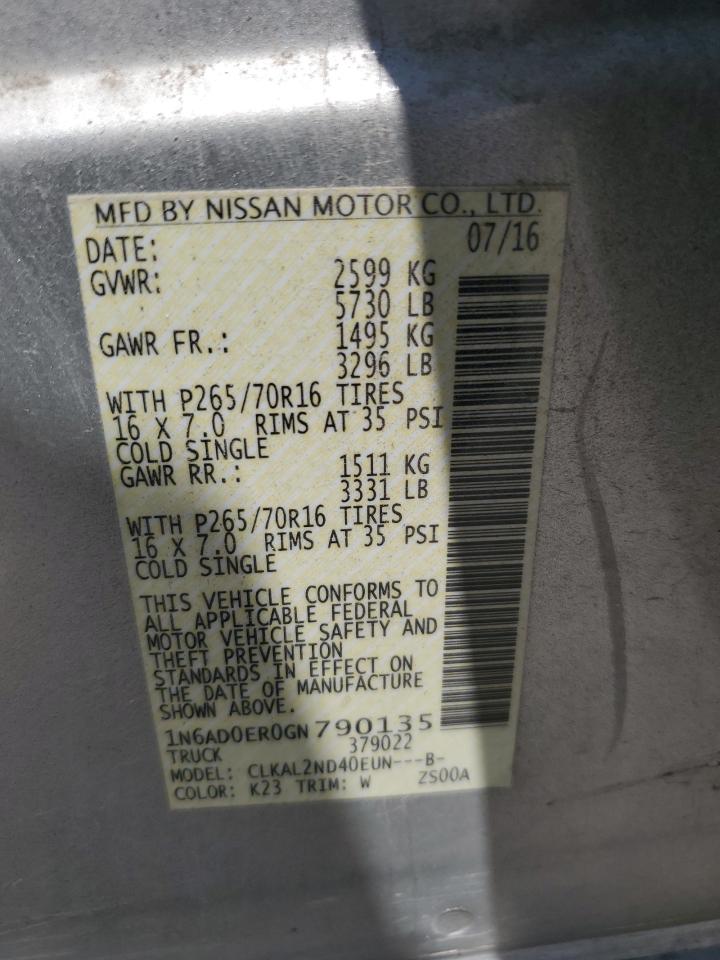 MFD BY NISSAN MOTOR CO., LTD.
DATE: 07/16
GVWR: 2599 KG
5730 LB
GAWR FR.: 1495 KG
3296 LB
WITH P265/70R16 TIRES
16 X 7.0 RIMS AT 35 PSI
COLD SINGLE
GAWR RR.: 1511 KG
3331 LB
WITH P265/70R16 TIRES
16 X 7.0 RIMS AT 35 PSI
COLD SINGLE
THIS VEHICLE CONFORMS TO
ALL APPLICABLE FEDERAL
MOTOR VEHICLE SAFETY AND
THEFT PREVENTION
STANDARDS IN EFFECT ON
THE DATE OF MANUFACTURE
SHOWN ABOVE.
1N6AD0ER0GN790135
TRUCK 379022
MODEL: CLKAL2ND40EUN---B-
COLOR: K23 TRIM: W ZS00A